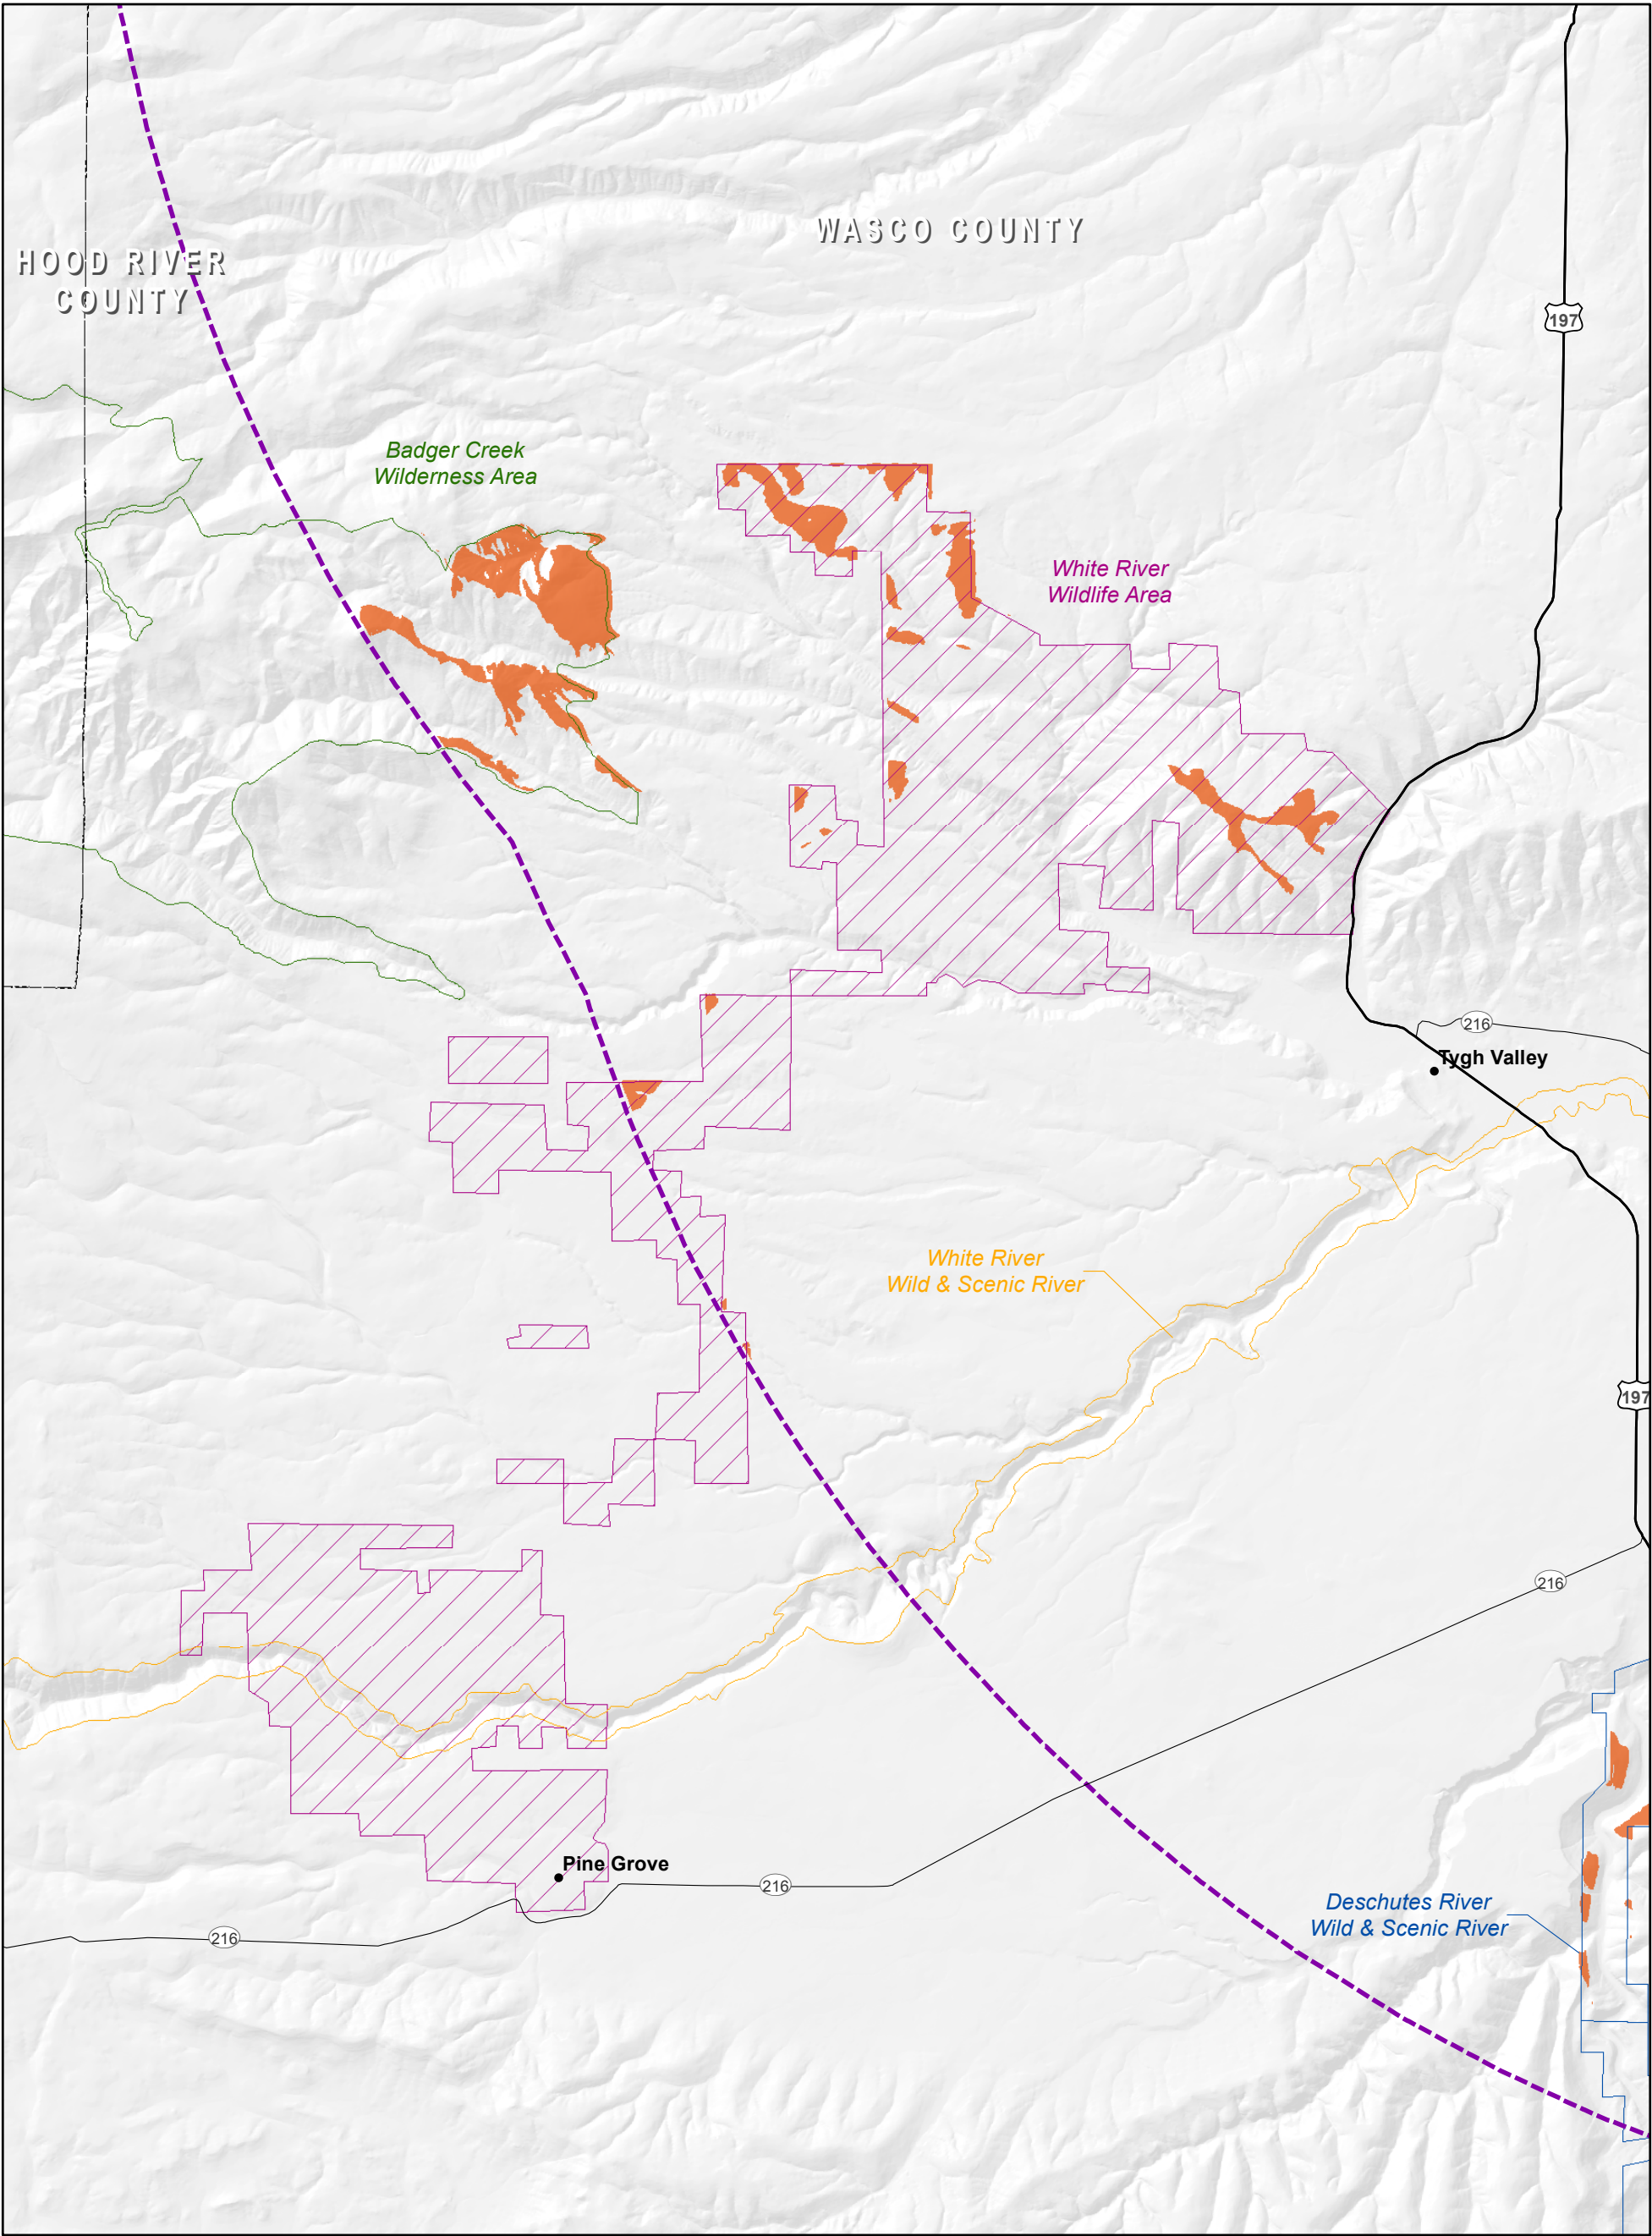 WASCO COUNTY
HOOD RIVER
COUNTY
197
Badger Creek
Wilderness Area
White River
Wildlife Area
216
Tygh Valley
White River
Wild & Scenic River
197
216
Pine Grove
216
Deschutes River
Wild & Scenic River
216